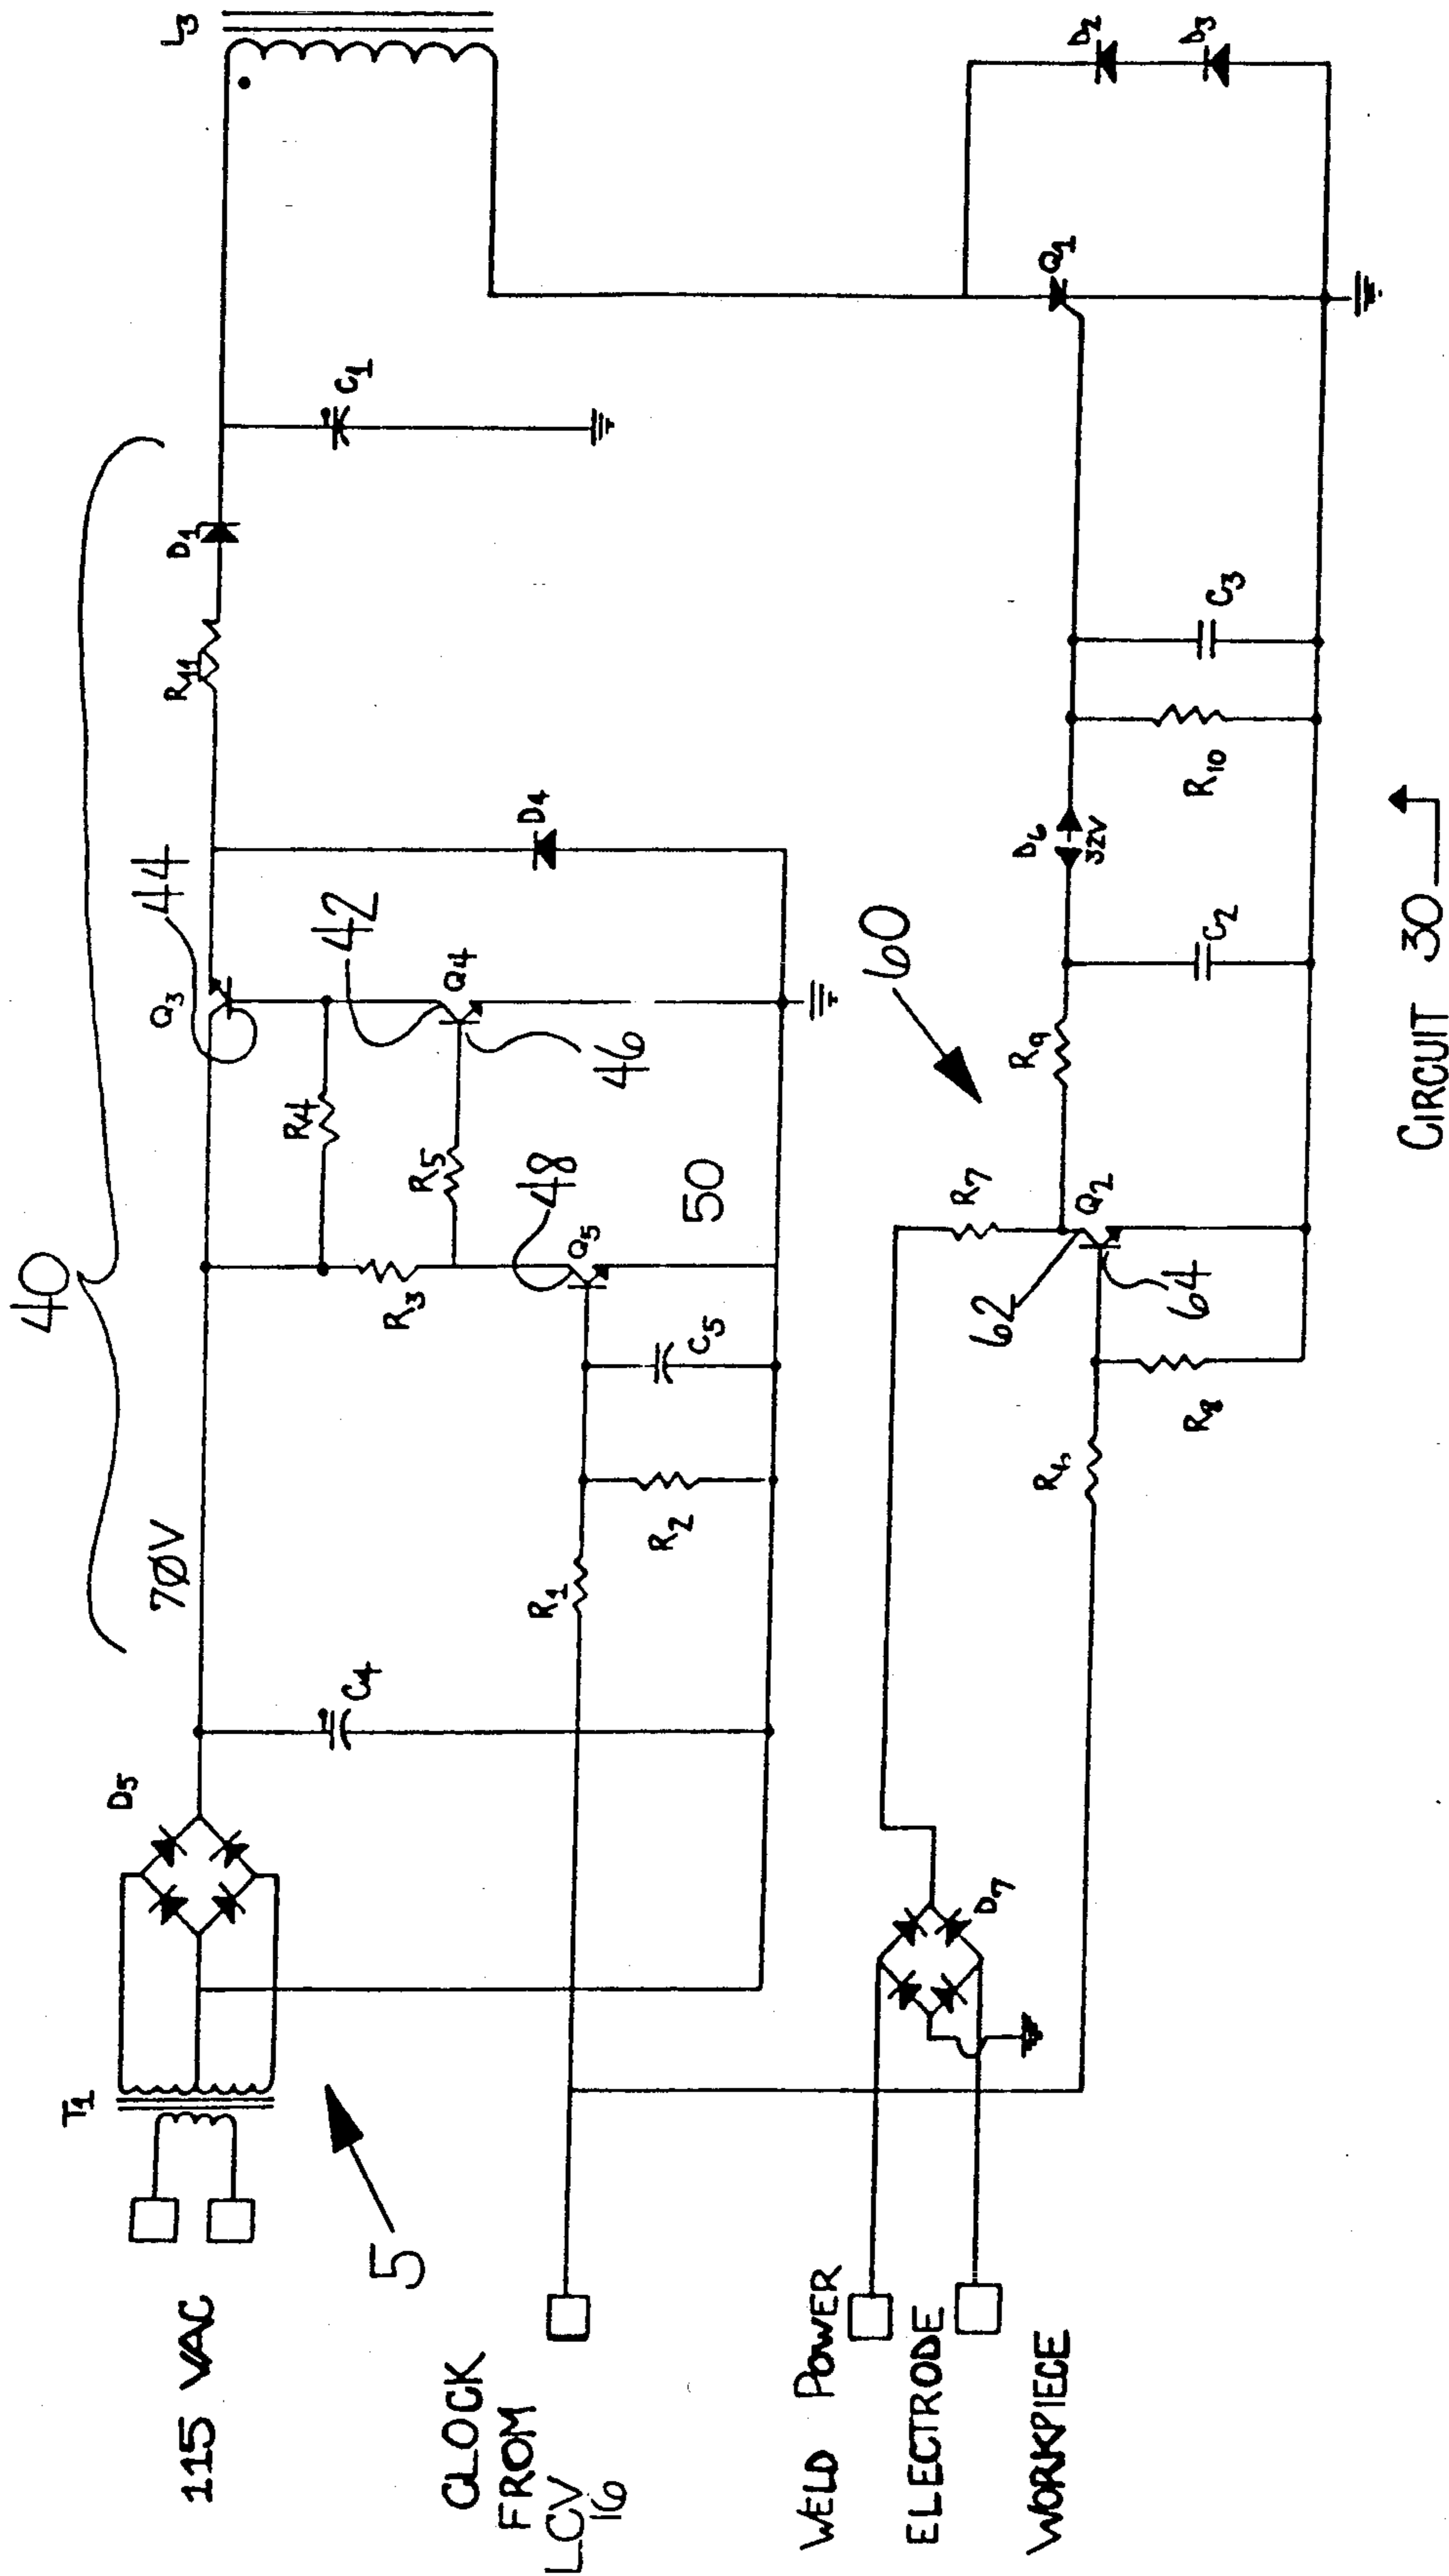 40
T1
D5
70V
C4
R1
R2
C5
R3
Q5
48
50
R5
R4
Q3
44
42
Q4
46
D4
R11
D1
C1
L3
115 VAC
5
CLOCK
FROM
LCV
16
WELD POWER
ELECTRODE
WORKPIECE
D7
R8
62
64
Q2
R7
60
R9
C2
D6
32V
R10
C3
Q1
D2
D3
CIRCUIT 30